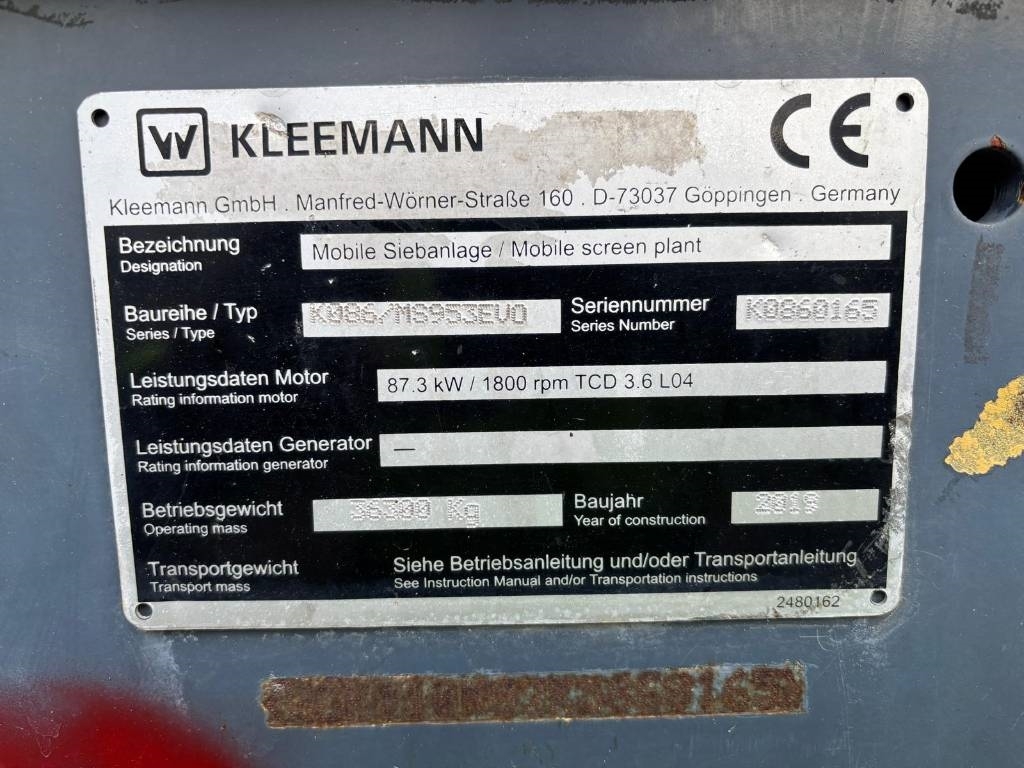 W KLEEMANN CE
Kleemann GmbH . Manfred-Wörner-Straße 160 . D-73037 Göppingen . Germany
Bezeichnung Mobile Siebanlage / Mobile screen plant
Designation
Baureihe / Typ K086/MS953EVO Seriennummer K0860165
Series / Type Series Number
Leistungsdaten Motor 87.3 kW / 1800 rpm TCD 3.6 L04
Rating information motor
Leistungsdaten Generator —
Rating information generator
Betriebsgewicht 36300 Kg Baujahr 2019
Operating mass Year of construction
Transportgewicht Siehe Betriebsanleitung und/oder Transportanleitung
Transport mass See Instruction Manual and/or Transportation instructions
2480162